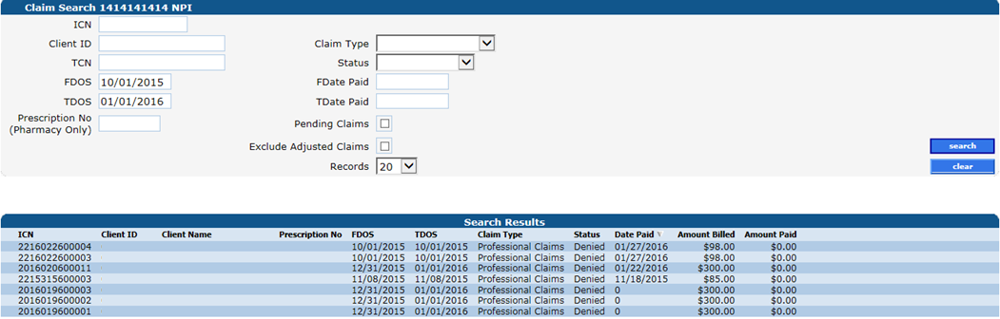 Claim Search 1414141414 NPI
ICN
Client ID Claim Type
TCN Status
FDOS 10/01/2015 FDate Paid
TDOS 01/01/2016 TDate Paid
Prescription No
(Pharmacy Only) Pending Claims
Exclude Adjusted Claims search
Records 20 clear
Search Results
ICN Client ID Client Name Prescription No FDOS TDOS Claim Type Status Date Paid Amount Billed Amount Paid
2216022600004 10/01/2015 10/01/2015 Professional Claims Denied 01/27/2016 $98.00 $0.00
2216022600003 10/01/2015 10/01/2015 Professional Claims Denied 01/27/2016 $98.00 $0.00
2016020600011 12/31/2015 01/01/2016 Professional Claims Denied 01/22/2016 $300.00 $0.00
2215315600003 11/08/2015 11/08/2015 Professional Claims Denied 11/18/2015 $85.00 $0.00
2016019600003 12/31/2015 01/01/2016 Professional Claims Denied 0 $300.00 $0.00
2016019600002 12/31/2015 01/01/2016 Professional Claims Denied 0 $300.00 $0.00
2016019600001 12/31/2015 01/01/2016 Professional Claims Denied 0 $300.00 $0.00